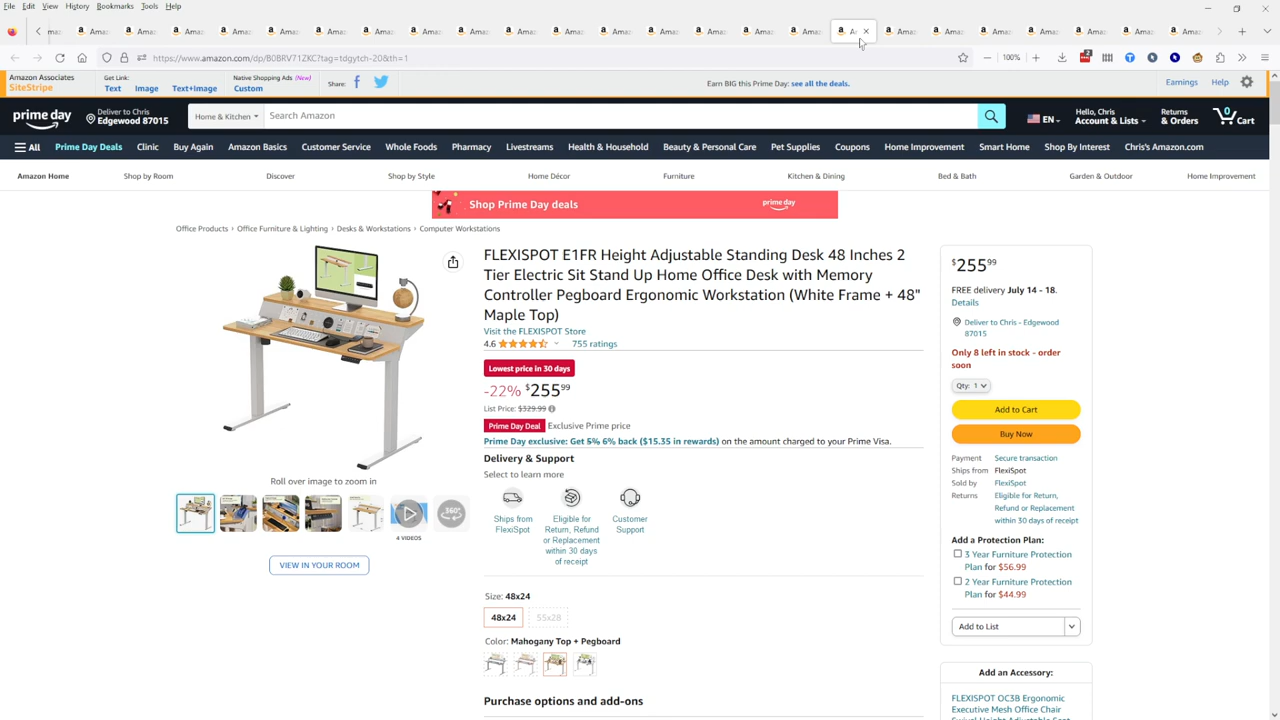 File Edit View History Bookmarks Tools Help
https://www.amazon.com/dp/B0BRV71ZKC?tag=tdgytch-20&th=1
100%
Amazon Associates
SiteStripe
Get Link:
Text Image Text+Image
Native Shopping Ads (New)
Custom
Share:
Earn BIG this Prime Day: see all the deals.
Earnings Help
prime day
Deliver to Chris
Edgewood 87015
Home & Kitchen
Search Amazon
EN
Hello, Chris
Account & Lists
Returns
& Orders
0
Cart
All Prime Day Deals Clinic Buy Again Amazon Basics Customer Service Whole Foods Pharmacy Livestreams Health & Household Beauty & Personal Care Pet Supplies Coupons Home Improvement Smart Home Shop By Interest Chris's Amazon.com
Amazon Home Shop by Room Discover Shop by Style Home Décor Furniture Kitchen & Dining Bed & Bath Garden & Outdoor Home Improvement
Shop Prime Day deals prime day
Office Products › Office Furniture & Lighting › Desks & Workstations › Computer Workstations
Roll over image to zoom in
360°
4 VIDEOS
VIEW IN YOUR ROOM
FLEXISPOT E1FR Height Adjustable Standing Desk 48 Inches 2
Tier Electric Sit Stand Up Home Office Desk with Memory
Controller Pegboard Ergonomic Workstation (White Frame + 48"
Maple Top)
Visit the FLEXISPOT Store
4.6 755 ratings
Lowest price in 30 days
-22% $255 99
List Price: $329.99
Prime Day Deal Exclusive Prime price
Prime Day exclusive: Get 5% 6% back ($15.35 in rewards) on the amount charged to your Prime Visa.
Delivery & Support
Select to learn more
Ships from
FlexiSpot
Eligible for
Return, Refund
or Replacement
within 30 days
of receipt
Customer
Support
Size: 48x24
48x24 55x28
Color: Mahogany Top + Pegboard
Purchase options and add-ons
$255 99
FREE delivery July 14 - 18.
Details
Deliver to Chris - Edgewood
87015
Only 8 left in stock - order
soon
Qty: 1
Add to Cart
Buy Now
Payment Secure transaction
Ships from FlexiSpot
Sold by FlexiSpot
Returns Eligible for Return,
Refund or Replacement
within 30 days of receipt
Add a Protection Plan:
3 Year Furniture Protection
Plan for $56.99
2 Year Furniture Protection
Plan for $44.99
Add to List
Add an Accessory:
FLEXISPOT OC3B Ergonomic
Executive Mesh Office Chair